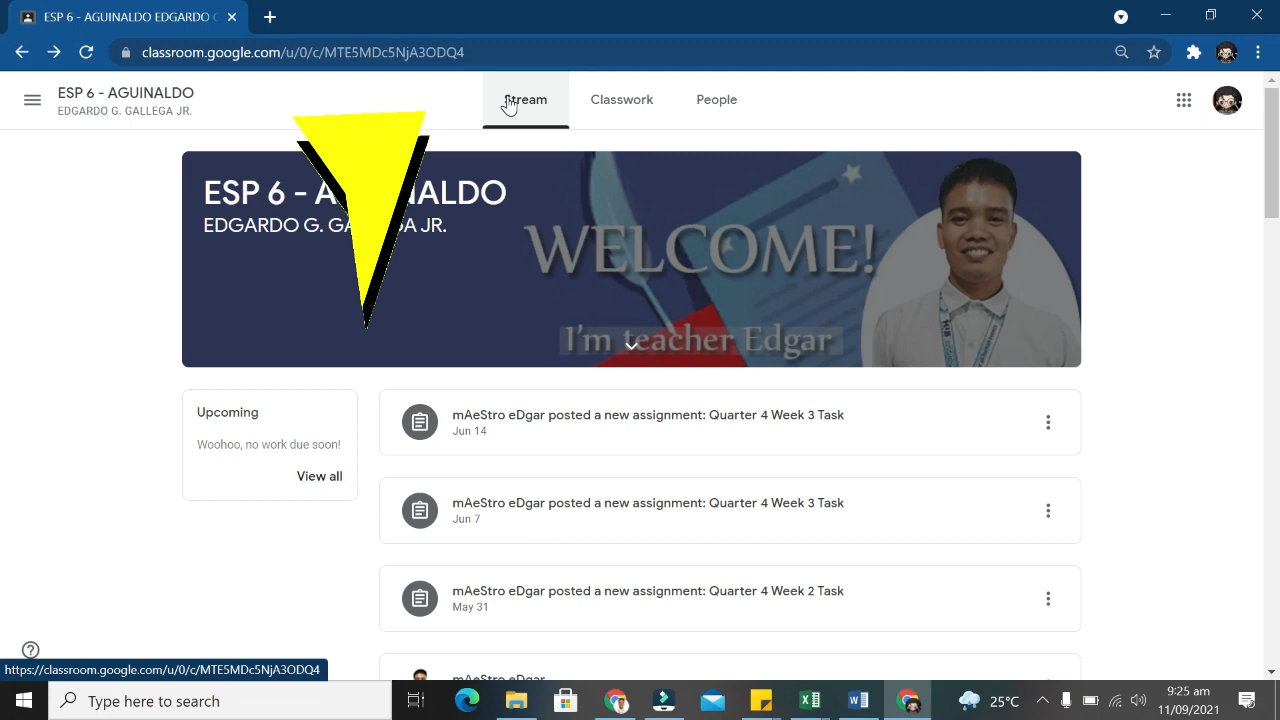 ESP 6 - AGUINALDO EDGARDO
classroom.google.com/u/0/c/MTE5MDc5NjA3ODQ4
ESP 6 - AGUINALDO
EDGARDO G. GALLEGA JR.
Stream
Classwork
People
ESP 6 - AGUINALDO
EDGARDO G. GALLEGA JR.
WELCOME!
I'm teacher Edgar
Upcoming
Woohoo, no work due soon!
View all
mAeStro eDgar posted a new assignment: Quarter 4 Week 3 Task
Jun 14
mAeStro eDgar posted a new assignment: Quarter 4 Week 3 Task
Jun 7
mAeStro eDgar posted a new assignment: Quarter 4 Week 2 Task
May 31
mAeStro eDgar
https://classroom.google.com/u/0/c/MTE5MDc5NjA3ODQ4
Type here to search
25°C
9:25 am
11/09/2021